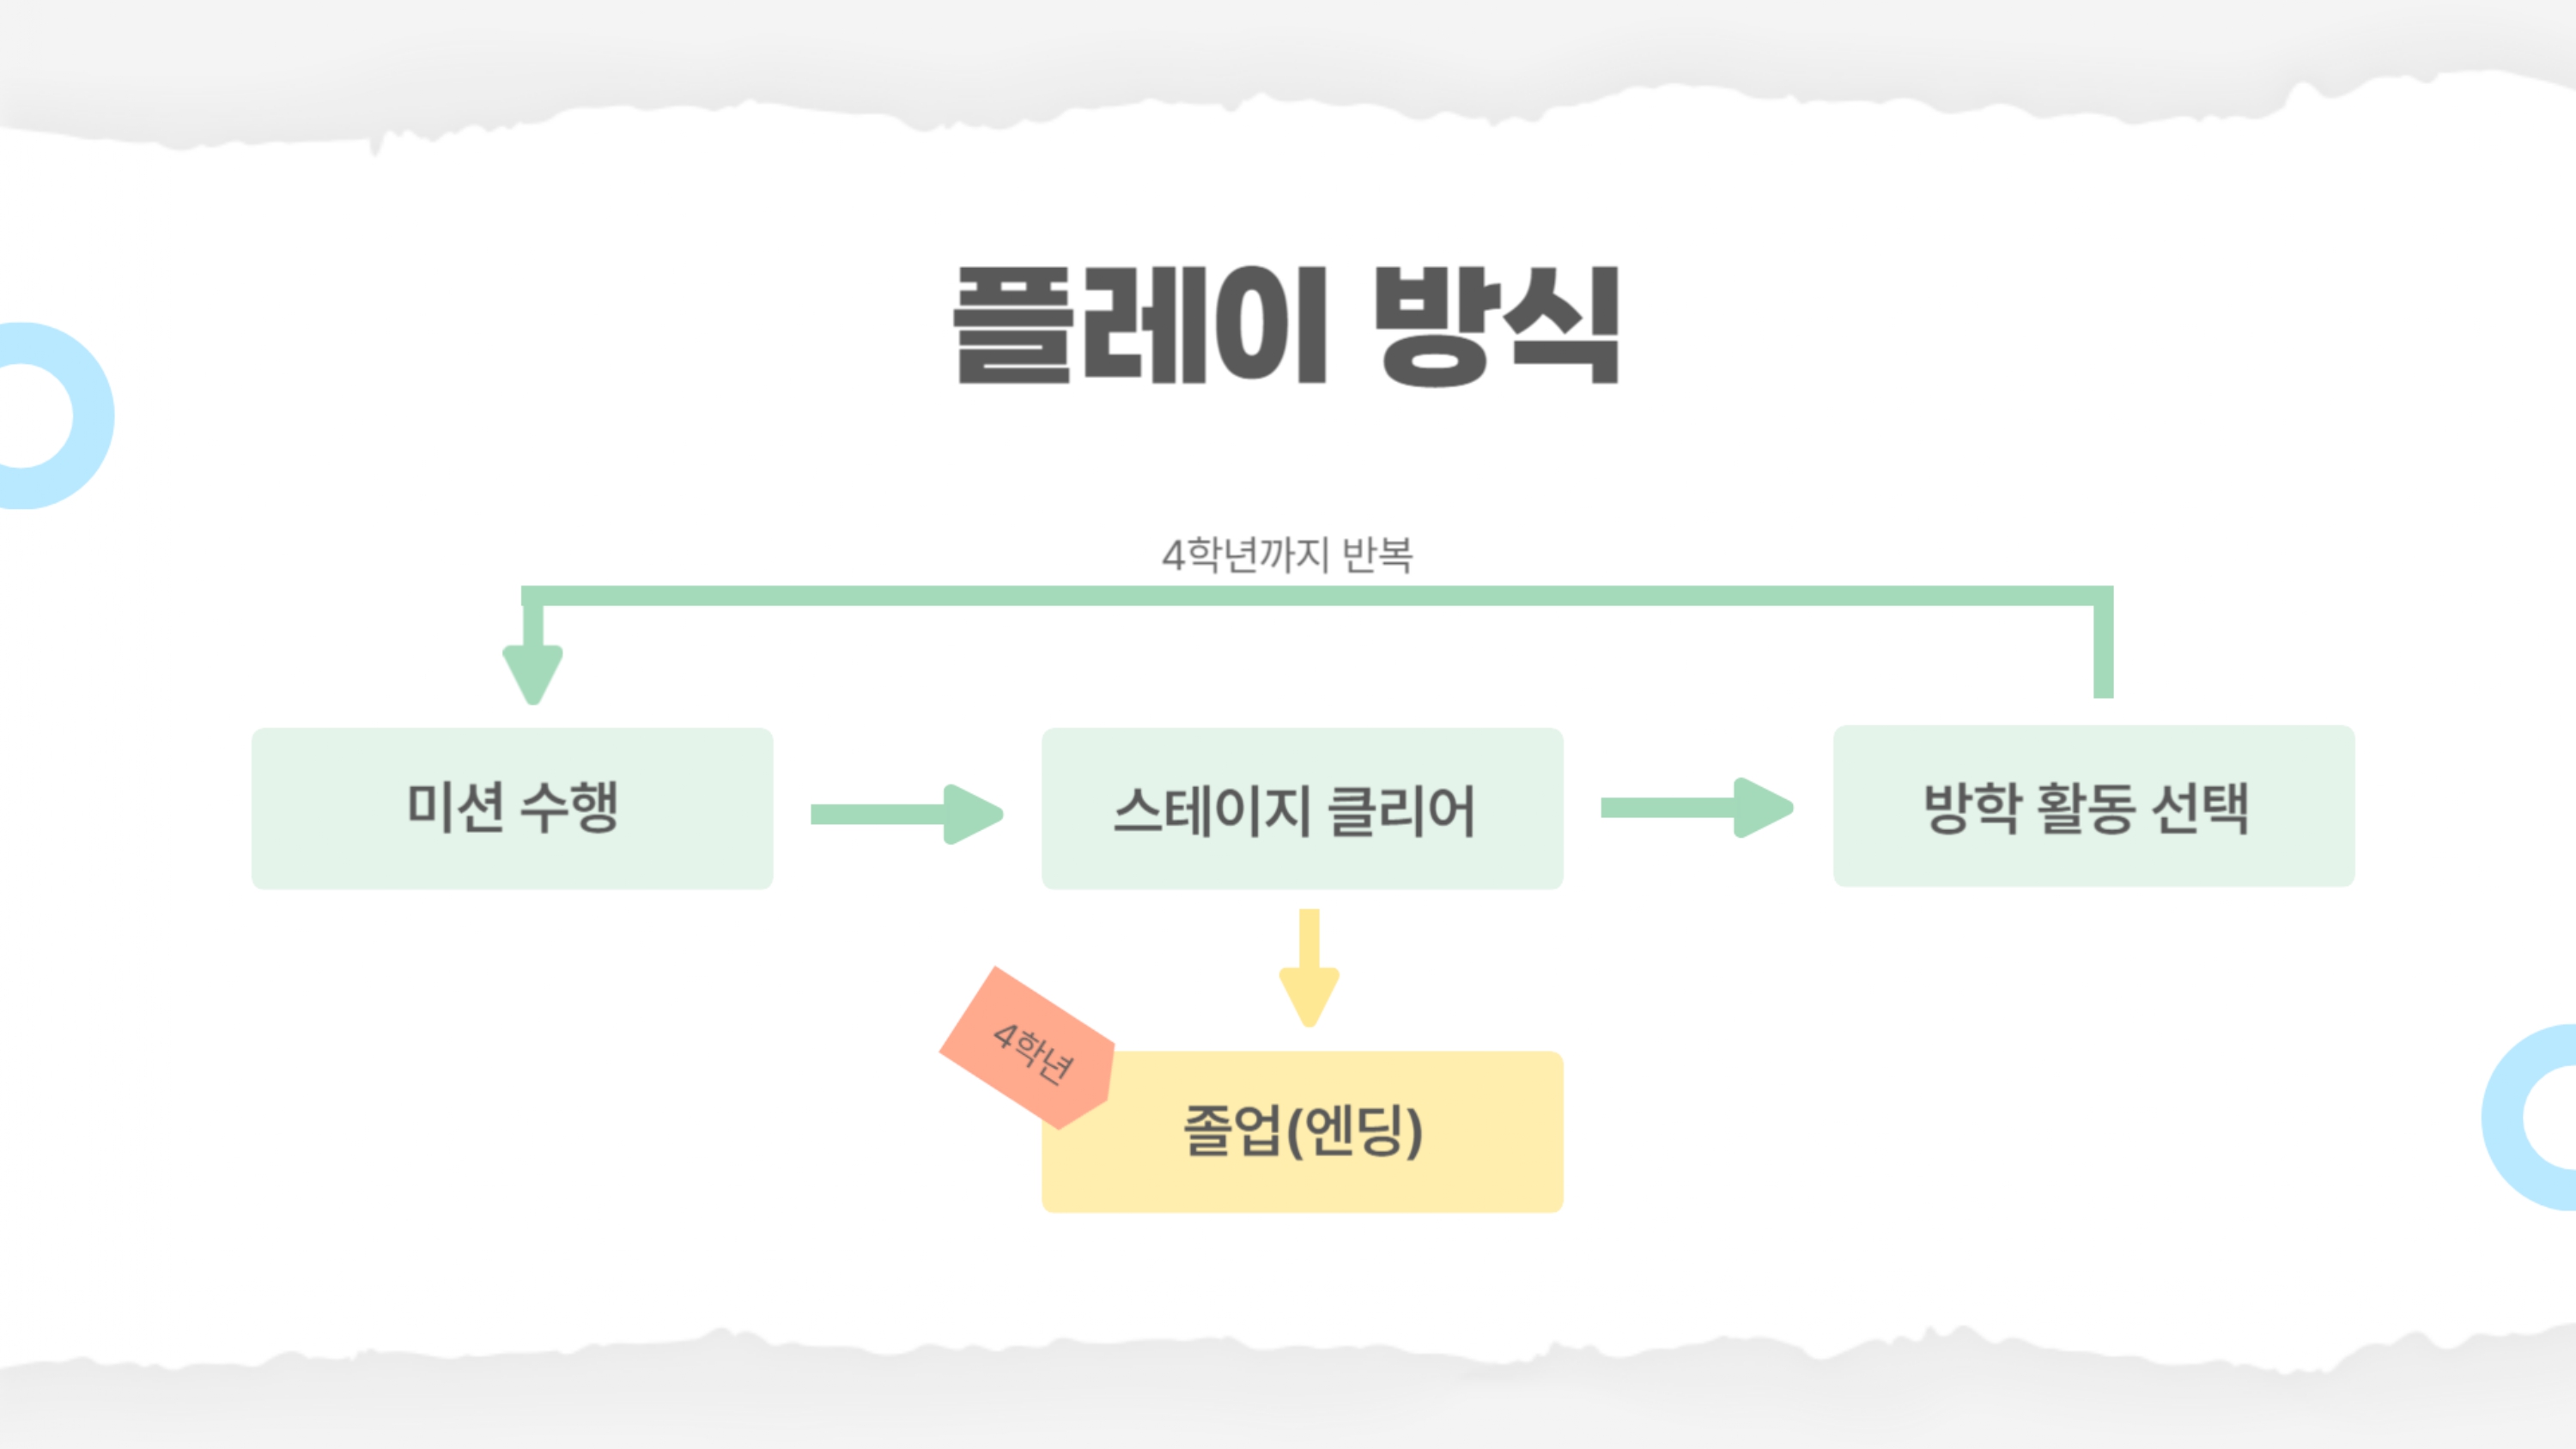 플레이 방식
4학년까지 반복
미션 수행
스테이지 클리어
방학 활동 선택
4학년
졸업(엔딩)